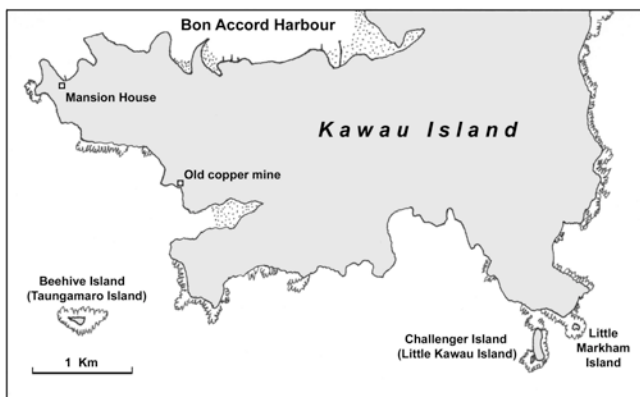 Bon Accord Harbour
Mansion House
Kawau Island
Old copper mine
Beehive Island
(Taungamaro Island)
Challenger Island
(Little Kawau Island)
Little
Markham
Island
1 Km